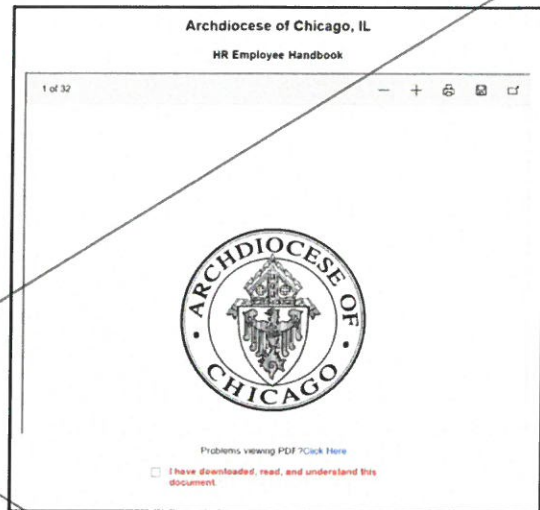 Archdiocese of Chicago, IL
HR Employee Handbook
1 of 32
ARCHDIOCESE OF
CHICAGO
Problems viewing PDF ?Click Here
I have downloaded, read, and understand this
document.